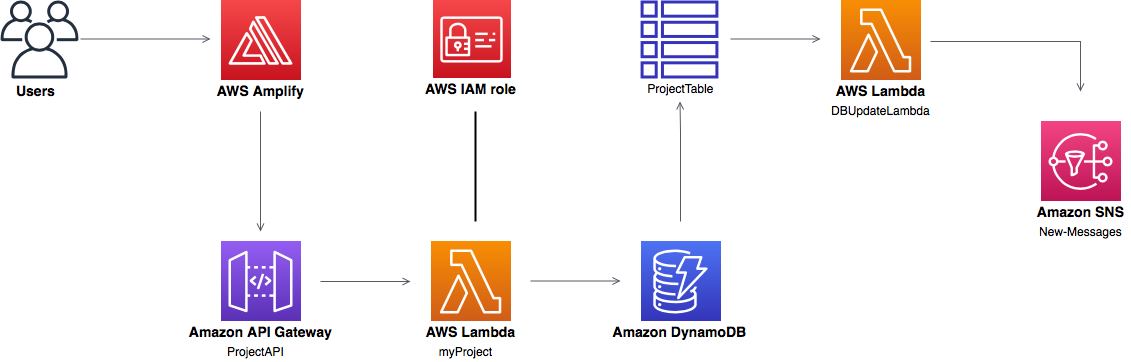 Users
AWS Amplify
AWS IAM role
ProjectTable
AWS Lambda
DBUpdateLambda
Amazon SNS
New-Messages
</>
Amazon API Gateway
ProjectAPI
AWS Lambda
myProject
Amazon DynamoDB